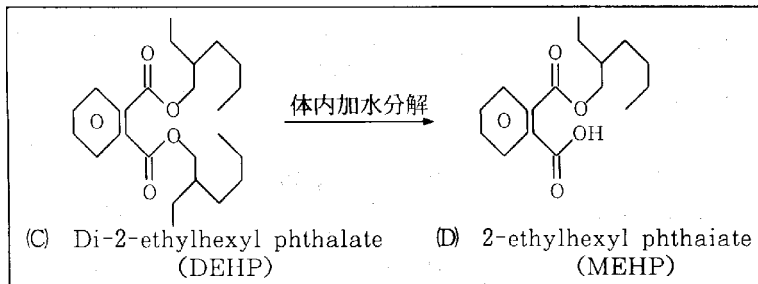 体内加水分解
O
O
O
O
O
O
O
O
OH
O
(C) Di-2-ethylhexyl phthalate (D) 2-ethylhexyl phthaiate
(DEHP) (MEHP)